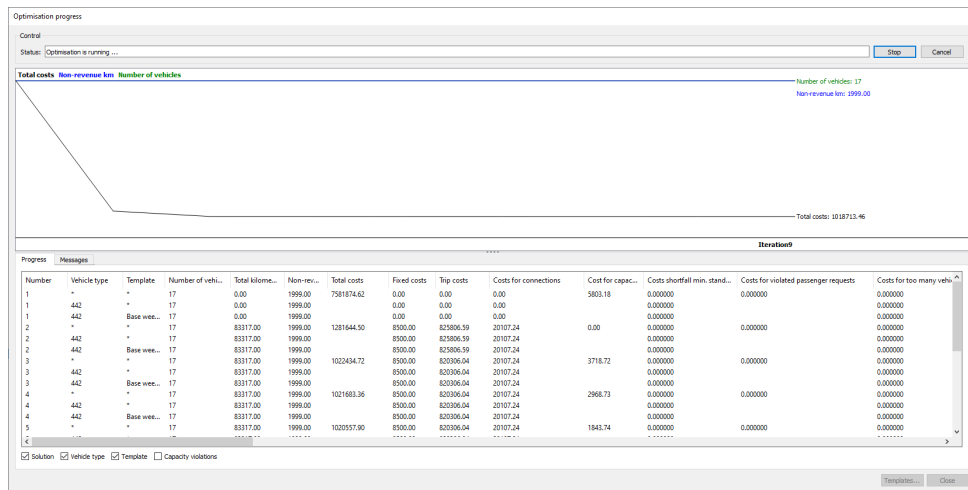 Optimisation progress
Control
Status: Optimisation is running ... Stop Cancel
Total costs Non-revenue km Number of vehicles
Number of vehicles: 17
Non-revenue km: 1999.00
Total costs: 1018713.46
Iteration9
Progress Messages
Number Vehicle type Template Number of vehi... Total kilome... Non-rev... Total costs Fixed costs Trip costs Costs for connections Cost for capac... Costs shortfall min. stand... Costs for violated passenger requests Costs for too many vehi
1 * * 17 0.00 1999.00 7581874.62 0.00 0.00 0.00 5803.18 0.000000 0.000000 0.000000
1 442 * 17 0.00 1999.00 0.00 0.00 0.00 0.000000 0.000000
1 442 Base wee... 17 0.00 1999.00 0.00 0.00 0.00 0.000000 0.000000
2 * * 17 83317.00 1999.00 1281644.50 8500.00 825806.59 20107.24 0.00 0.000000 0.000000 0.000000
2 442 * 17 83317.00 1999.00 8500.00 825806.59 20107.24 0.000000 0.000000
2 442 Base wee... 17 83317.00 1999.00 8500.00 825806.59 20107.24 0.000000 0.000000
3 * * 17 83317.00 1999.00 1022434.72 8500.00 820306.04 20107.24 3718.72 0.000000 0.000000 0.000000
3 442 * 17 83317.00 1999.00 8500.00 820306.04 20107.24 0.000000 0.000000
3 442 Base wee... 17 83317.00 1999.00 8500.00 820306.04 20107.24 0.000000 0.000000
4 * * 17 83317.00 1999.00 1021683.36 8500.00 820306.04 20107.24 2968.73 0.000000 0.000000 0.000000
4 442 * 17 83317.00 1999.00 8500.00 820306.04 20107.24 0.000000 0.000000
4 442 Base wee... 17 83317.00 1999.00 8500.00 820306.04 20107.24 0.000000 0.000000
5 * * 17 83317.00 1999.00 1020557.90 8500.00 820306.04 20107.24 1843.74 0.000000 0.000000 0.000000
Solution Vehicle type Template Capacity violations
Templates... Close